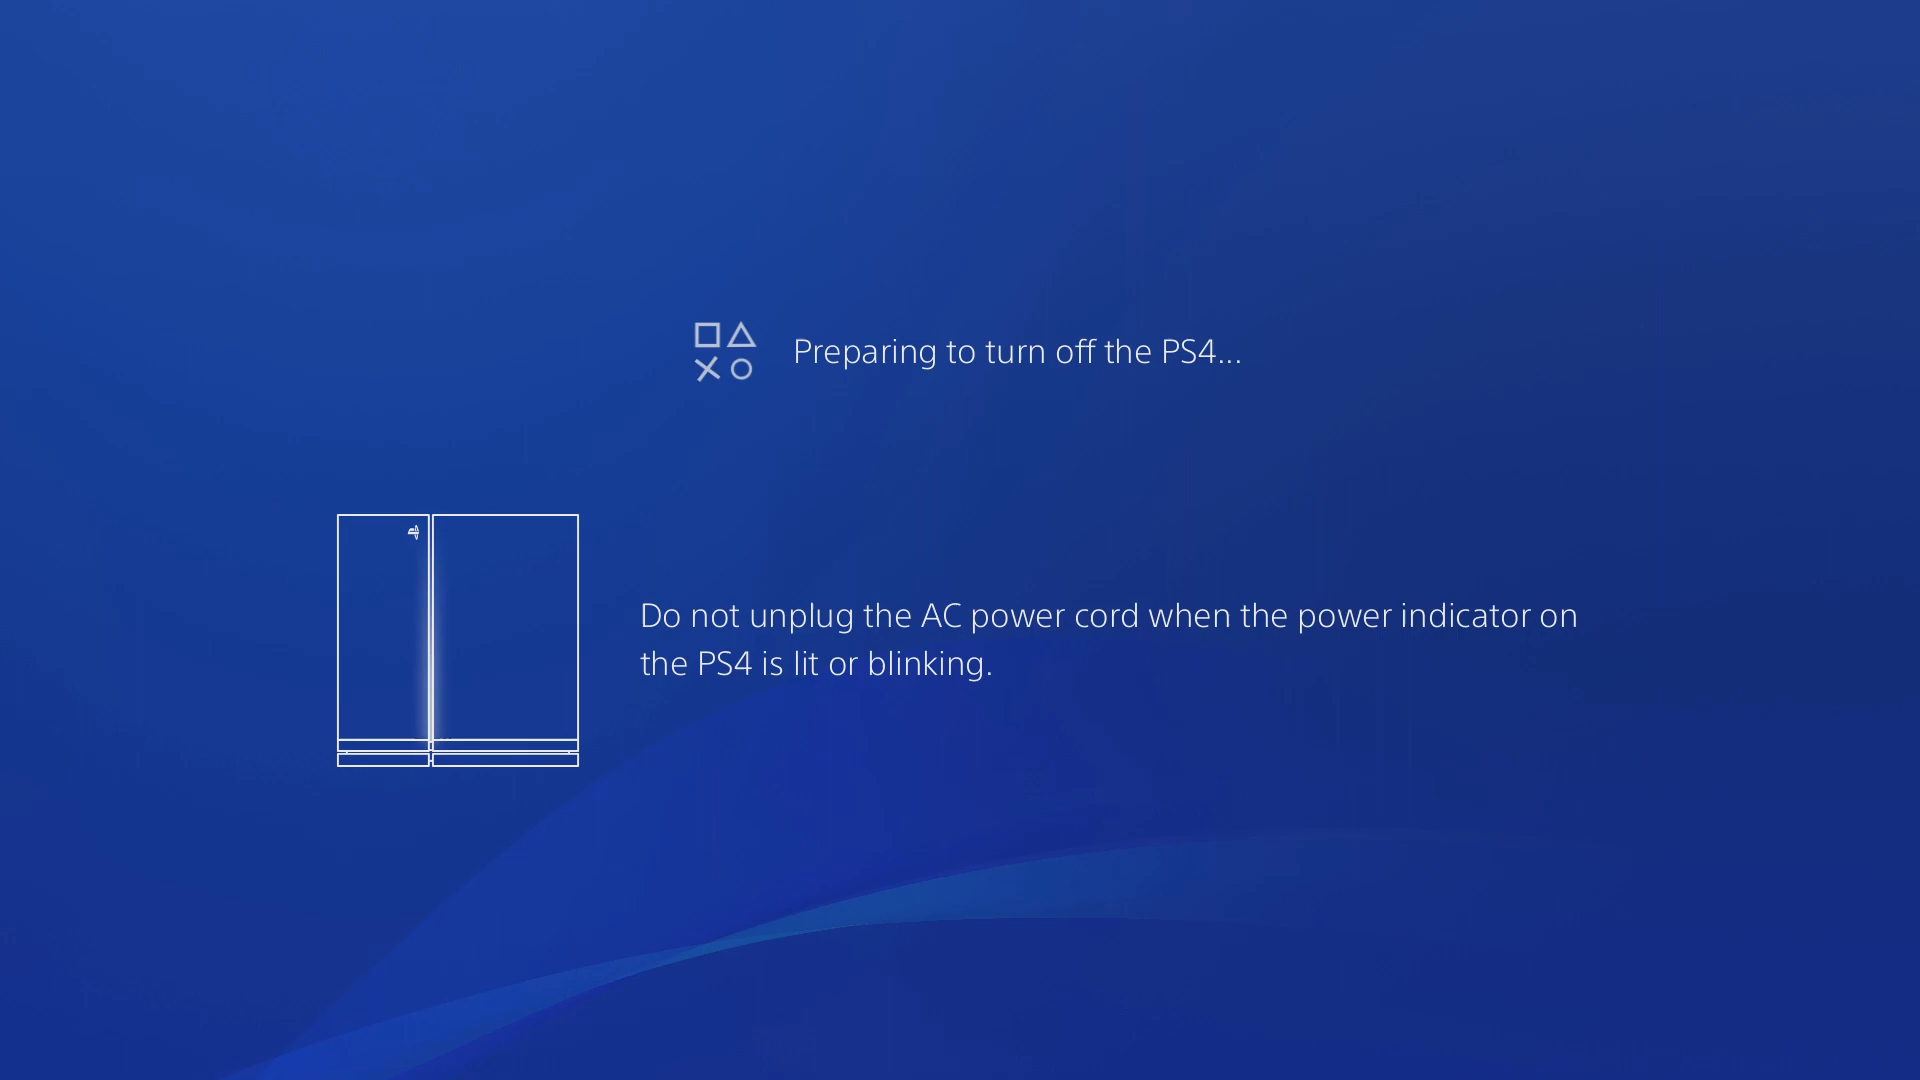 Preparing to turn off the PS4...
Do not unplug the AC power cord when the power indicator on
the PS4 is lit or blinking.